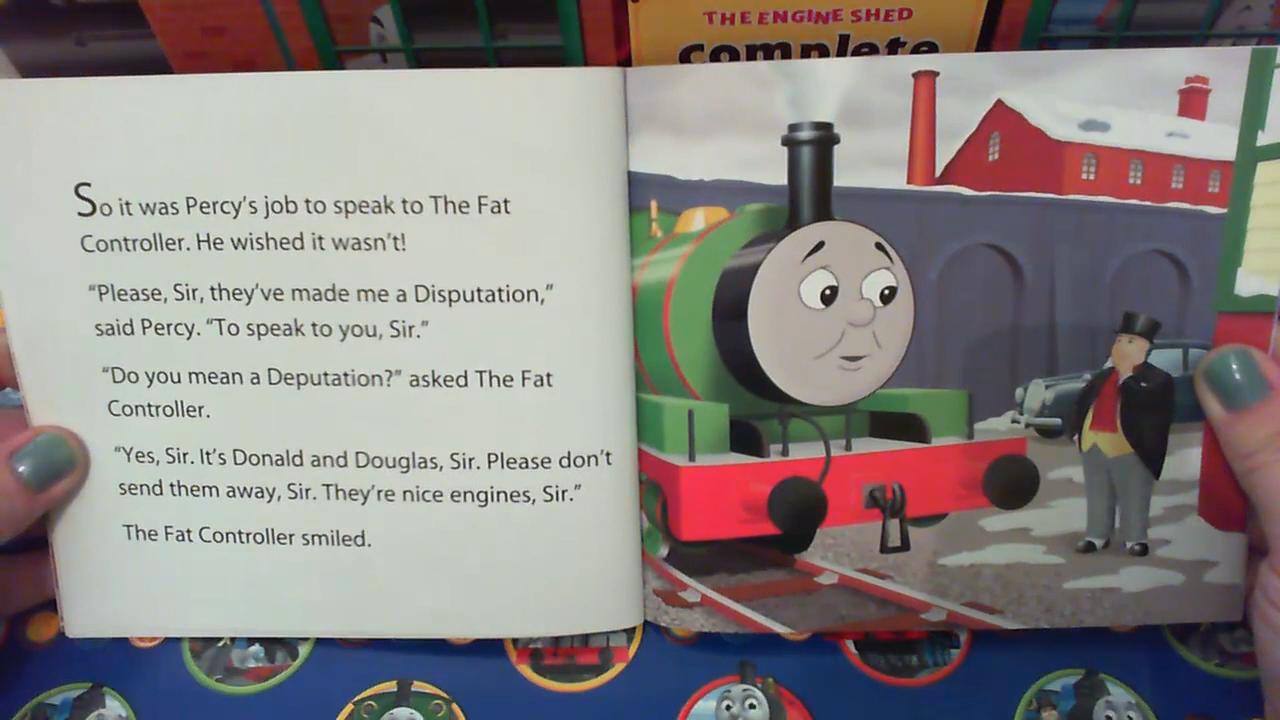 THE ENGINE SHED
complete
So it was Percy's job to speak to The Fat
Controller. He wished it wasn't!
"Please, Sir, they've made me a Disputation,"
said Percy. "To speak to you, Sir."
"Do you mean a Deputation?" asked The Fat
Controller.
"Yes, Sir. It's Donald and Douglas, Sir. Please don't
send them away, Sir. They're nice engines, Sir."
The Fat Controller smiled.